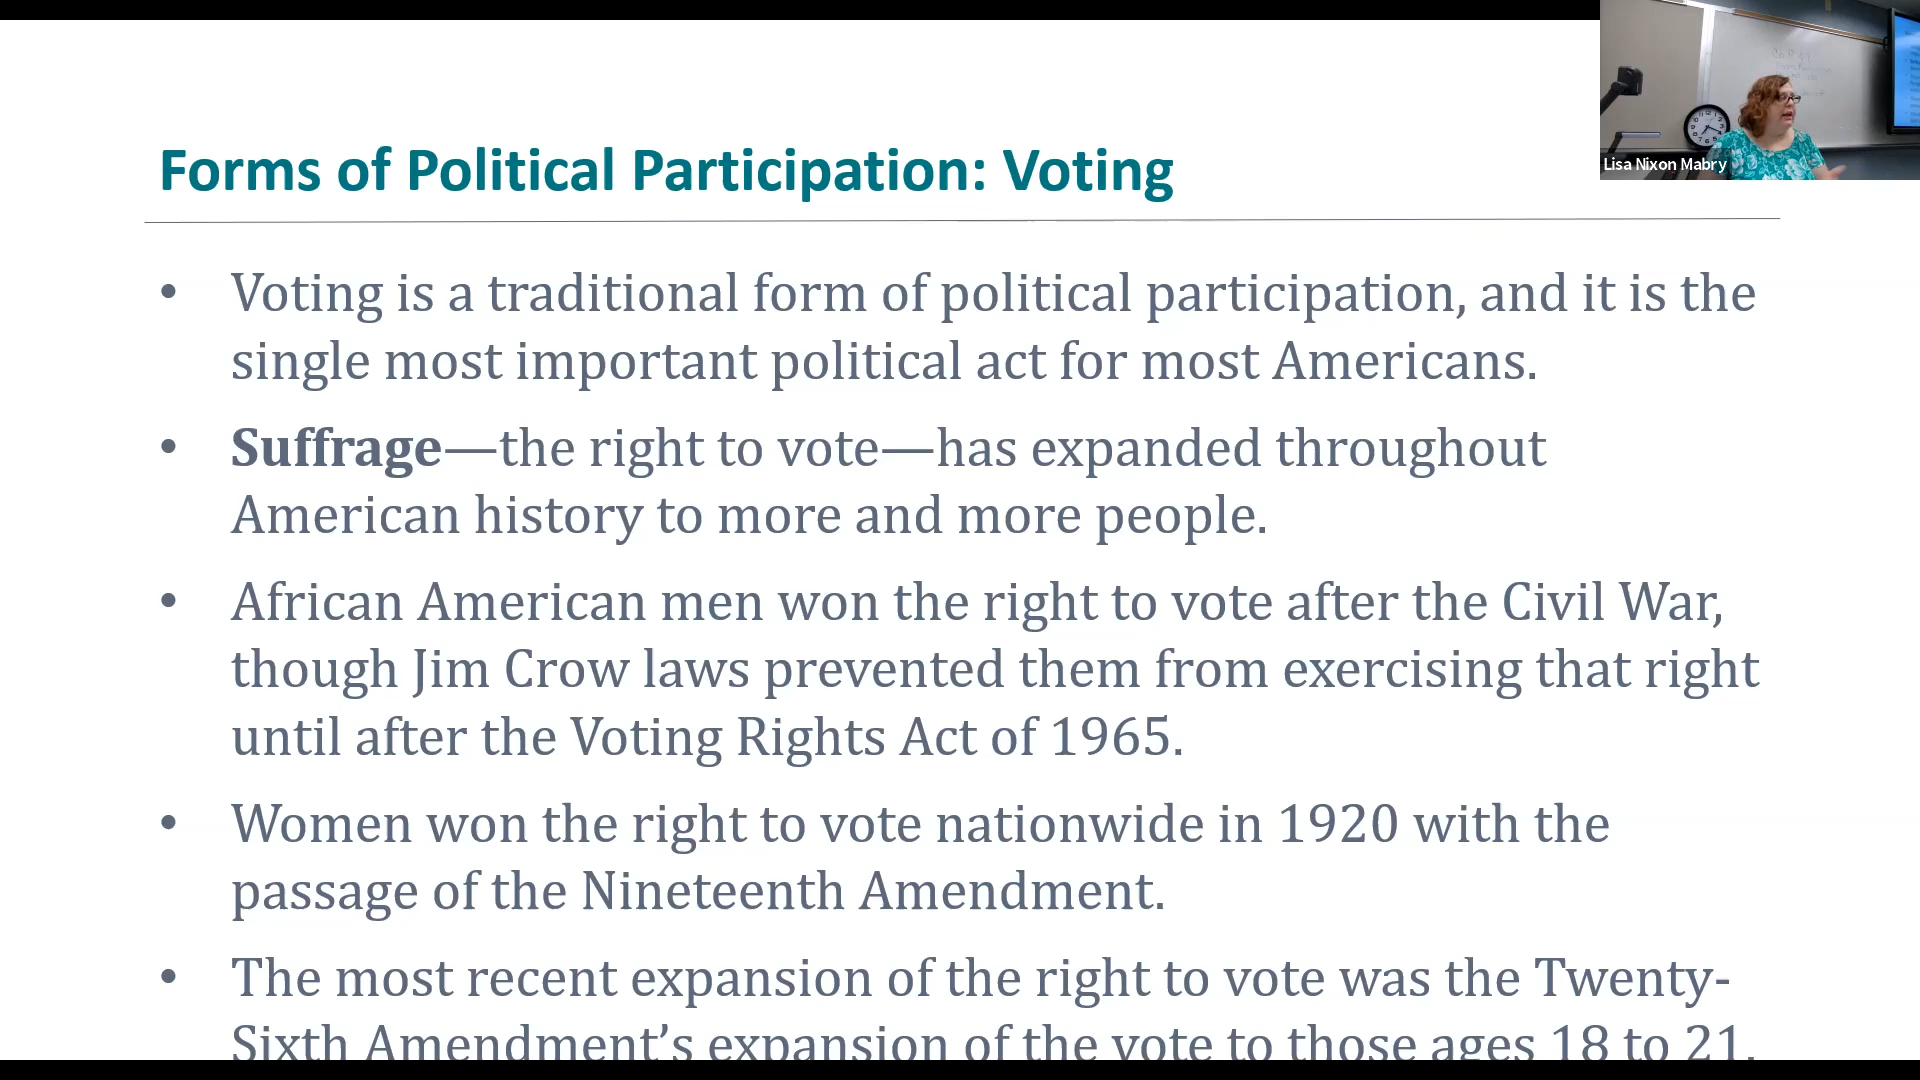 Forms of Political Participation: Voting
Lisa Nixon Mabry
• Voting is a traditional form of political participation, and it is the
single most important political act for most Americans.
• Suffrage—the right to vote—has expanded throughout
American history to more and more people.
• African American men won the right to vote after the Civil War,
though Jim Crow laws prevented them from exercising that right
until after the Voting Rights Act of 1965.
• Women won the right to vote nationwide in 1920 with the
passage of the Nineteenth Amendment.
• The most recent expansion of the right to vote was the Twenty-
Sixth Amendment’s expansion of the vote to those ages 18 to 21.